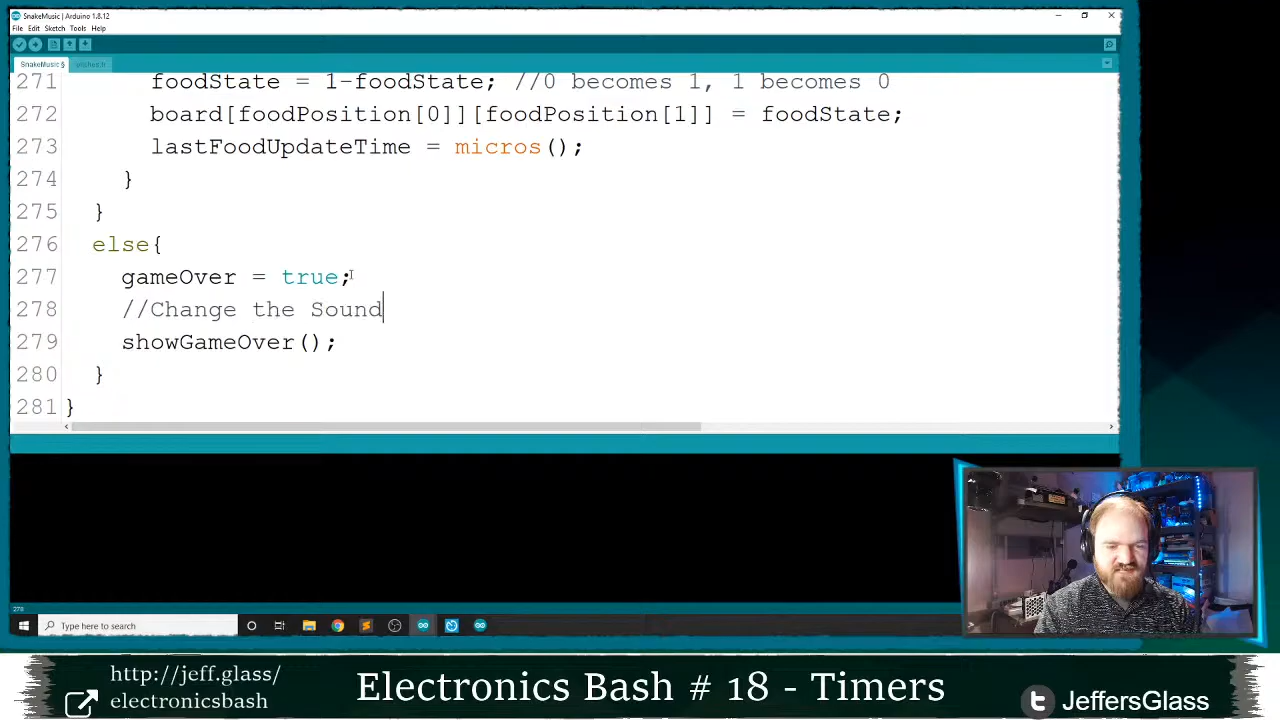 SnakeMusic | Arduino 1.8.12
File Edit Sketch Tools Help
SnakeMusic §
pitches.h
271 foodState = 1-foodState; //0 becomes 1, 1 becomes 0
272 board[foodPosition[0]][foodPosition[1]] = foodState;
273 lastFoodUpdateTime = micros();
274 }
275 }
276 else{
277 gameOver = true;
278 //Change the Sound
279 showGameOver();
280 }
281 }
Type here to search
http://jeff.glass/
electronicsbash
Electronics Bash # 18 - Timers
JeffersGlass